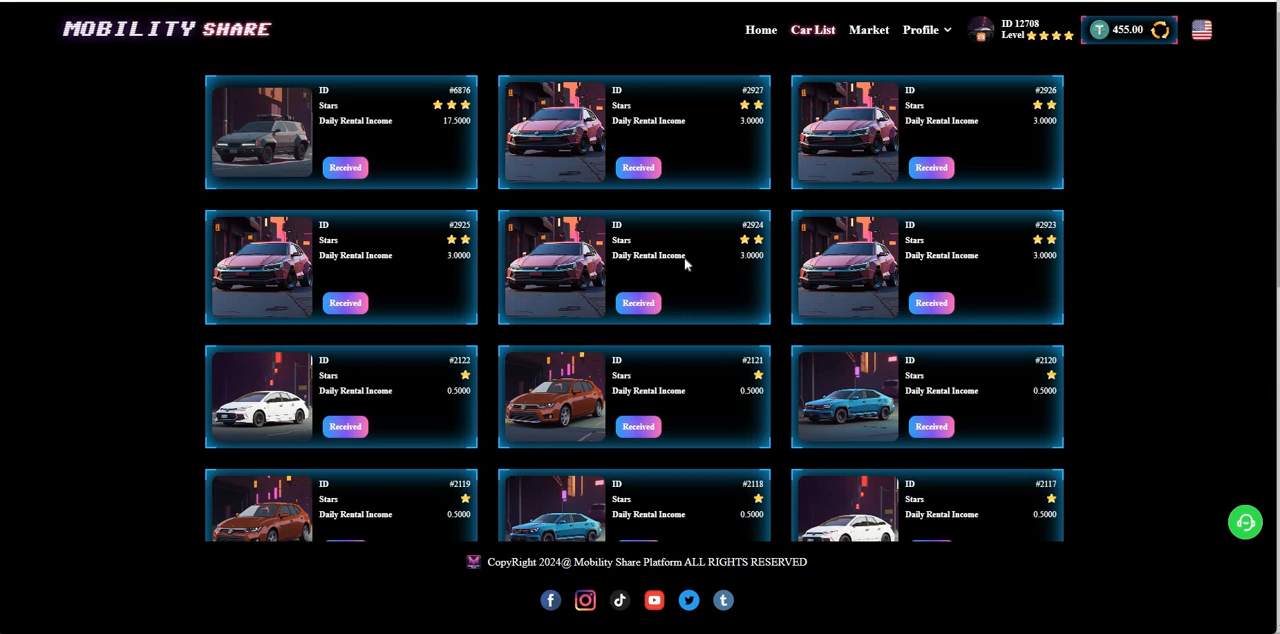 MOBILITY SHARE
Home Car List Market Profile
ID 12708
Level
455.00
ID #6876
Stars
Daily Rental Income 17.5000
Received
ID #2927
Stars
Daily Rental Income 3.0000
Received
ID #2926
Stars
Daily Rental Income 3.0000
Received
ID #2925
Stars
Daily Rental Income 3.0000
Received
ID #2924
Stars
Daily Rental Income 3.0000
Received
ID #2923
Stars
Daily Rental Income 3.0000
Received
ID #2122
Stars
Daily Rental Income 0.5000
Received
ID #2121
Stars
Daily Rental Income 0.5000
Received
ID #2120
Stars
Daily Rental Income 0.5000
Received
ID #2119
Stars
Daily Rental Income 0.5000
ID #2118
Stars
Daily Rental Income 0.5000
ID #2117
Stars
Daily Rental Income 0.5000
CopyRight 2024@ Mobility Share Platform ALL RIGHTS RESERVED